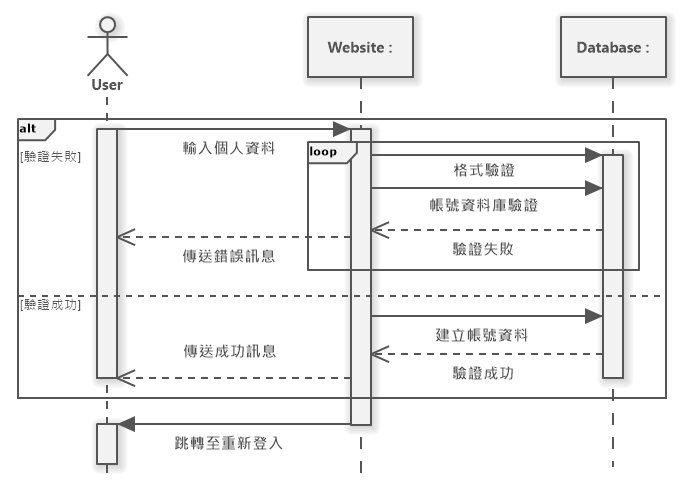 User
Website :
Database :
alt
[驗證失敗]
輸入個人資料
loop
格式驗證
帳號資料庫驗證
驗證失敗
傳送錯誤訊息
[驗證成功]
建立帳號資料
傳送成功訊息
驗證成功
跳轉至重新登入